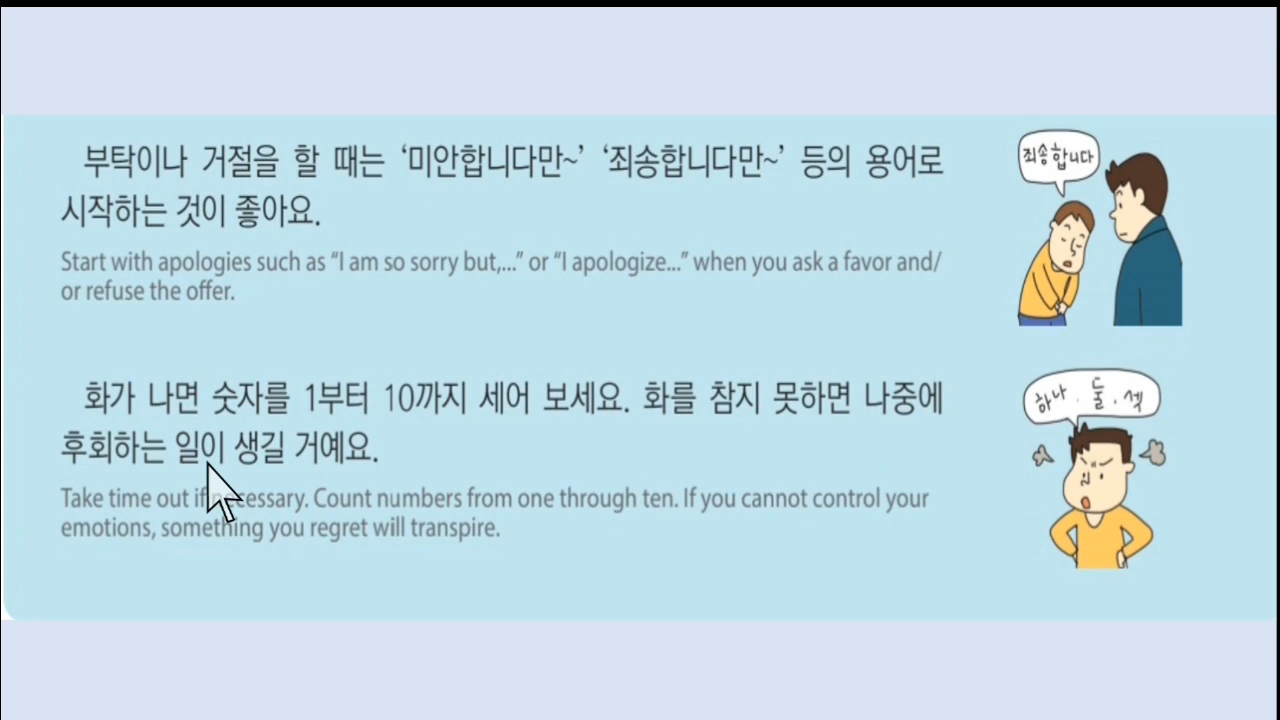 부탁이나 거절을 할 때는 ‘미안합니다만~’ ‘죄송합니다만~’ 등의 용어로
시작하는 것이 좋아요.
Start with apologies such as “I am so sorry but,...” or “I apologize...” when you ask a favor and/
or refuse the offer.
죄송합니다
화가 나면 숫자를 1부터 10까지 세어 보세요. 화를 참지 못하면 나중에
후회하는 일이 생길 거예요.
Take time out if necessary. Count numbers from one through ten. If you cannot control your
emotions, something you regret will transpire.
하나. 둘. 셋